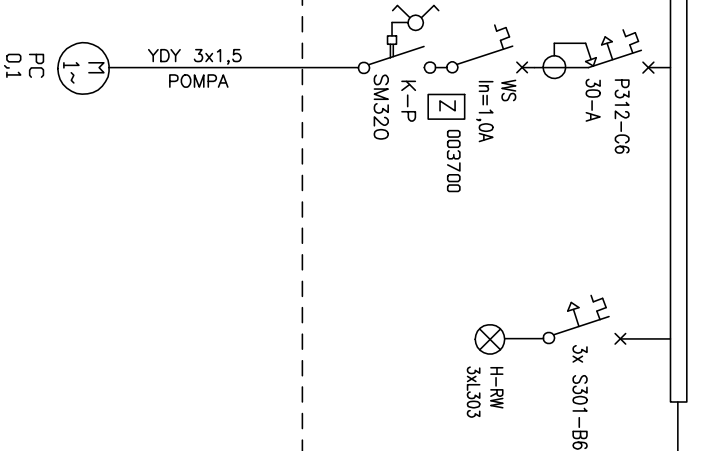 P312-C6
30-A
WS
In=1,0A
Z 003700
K-P
SM320
YDY 3x1,5
POMPA
M
1~
PC
0,1
3x S301-B6
H-RW
3xL303